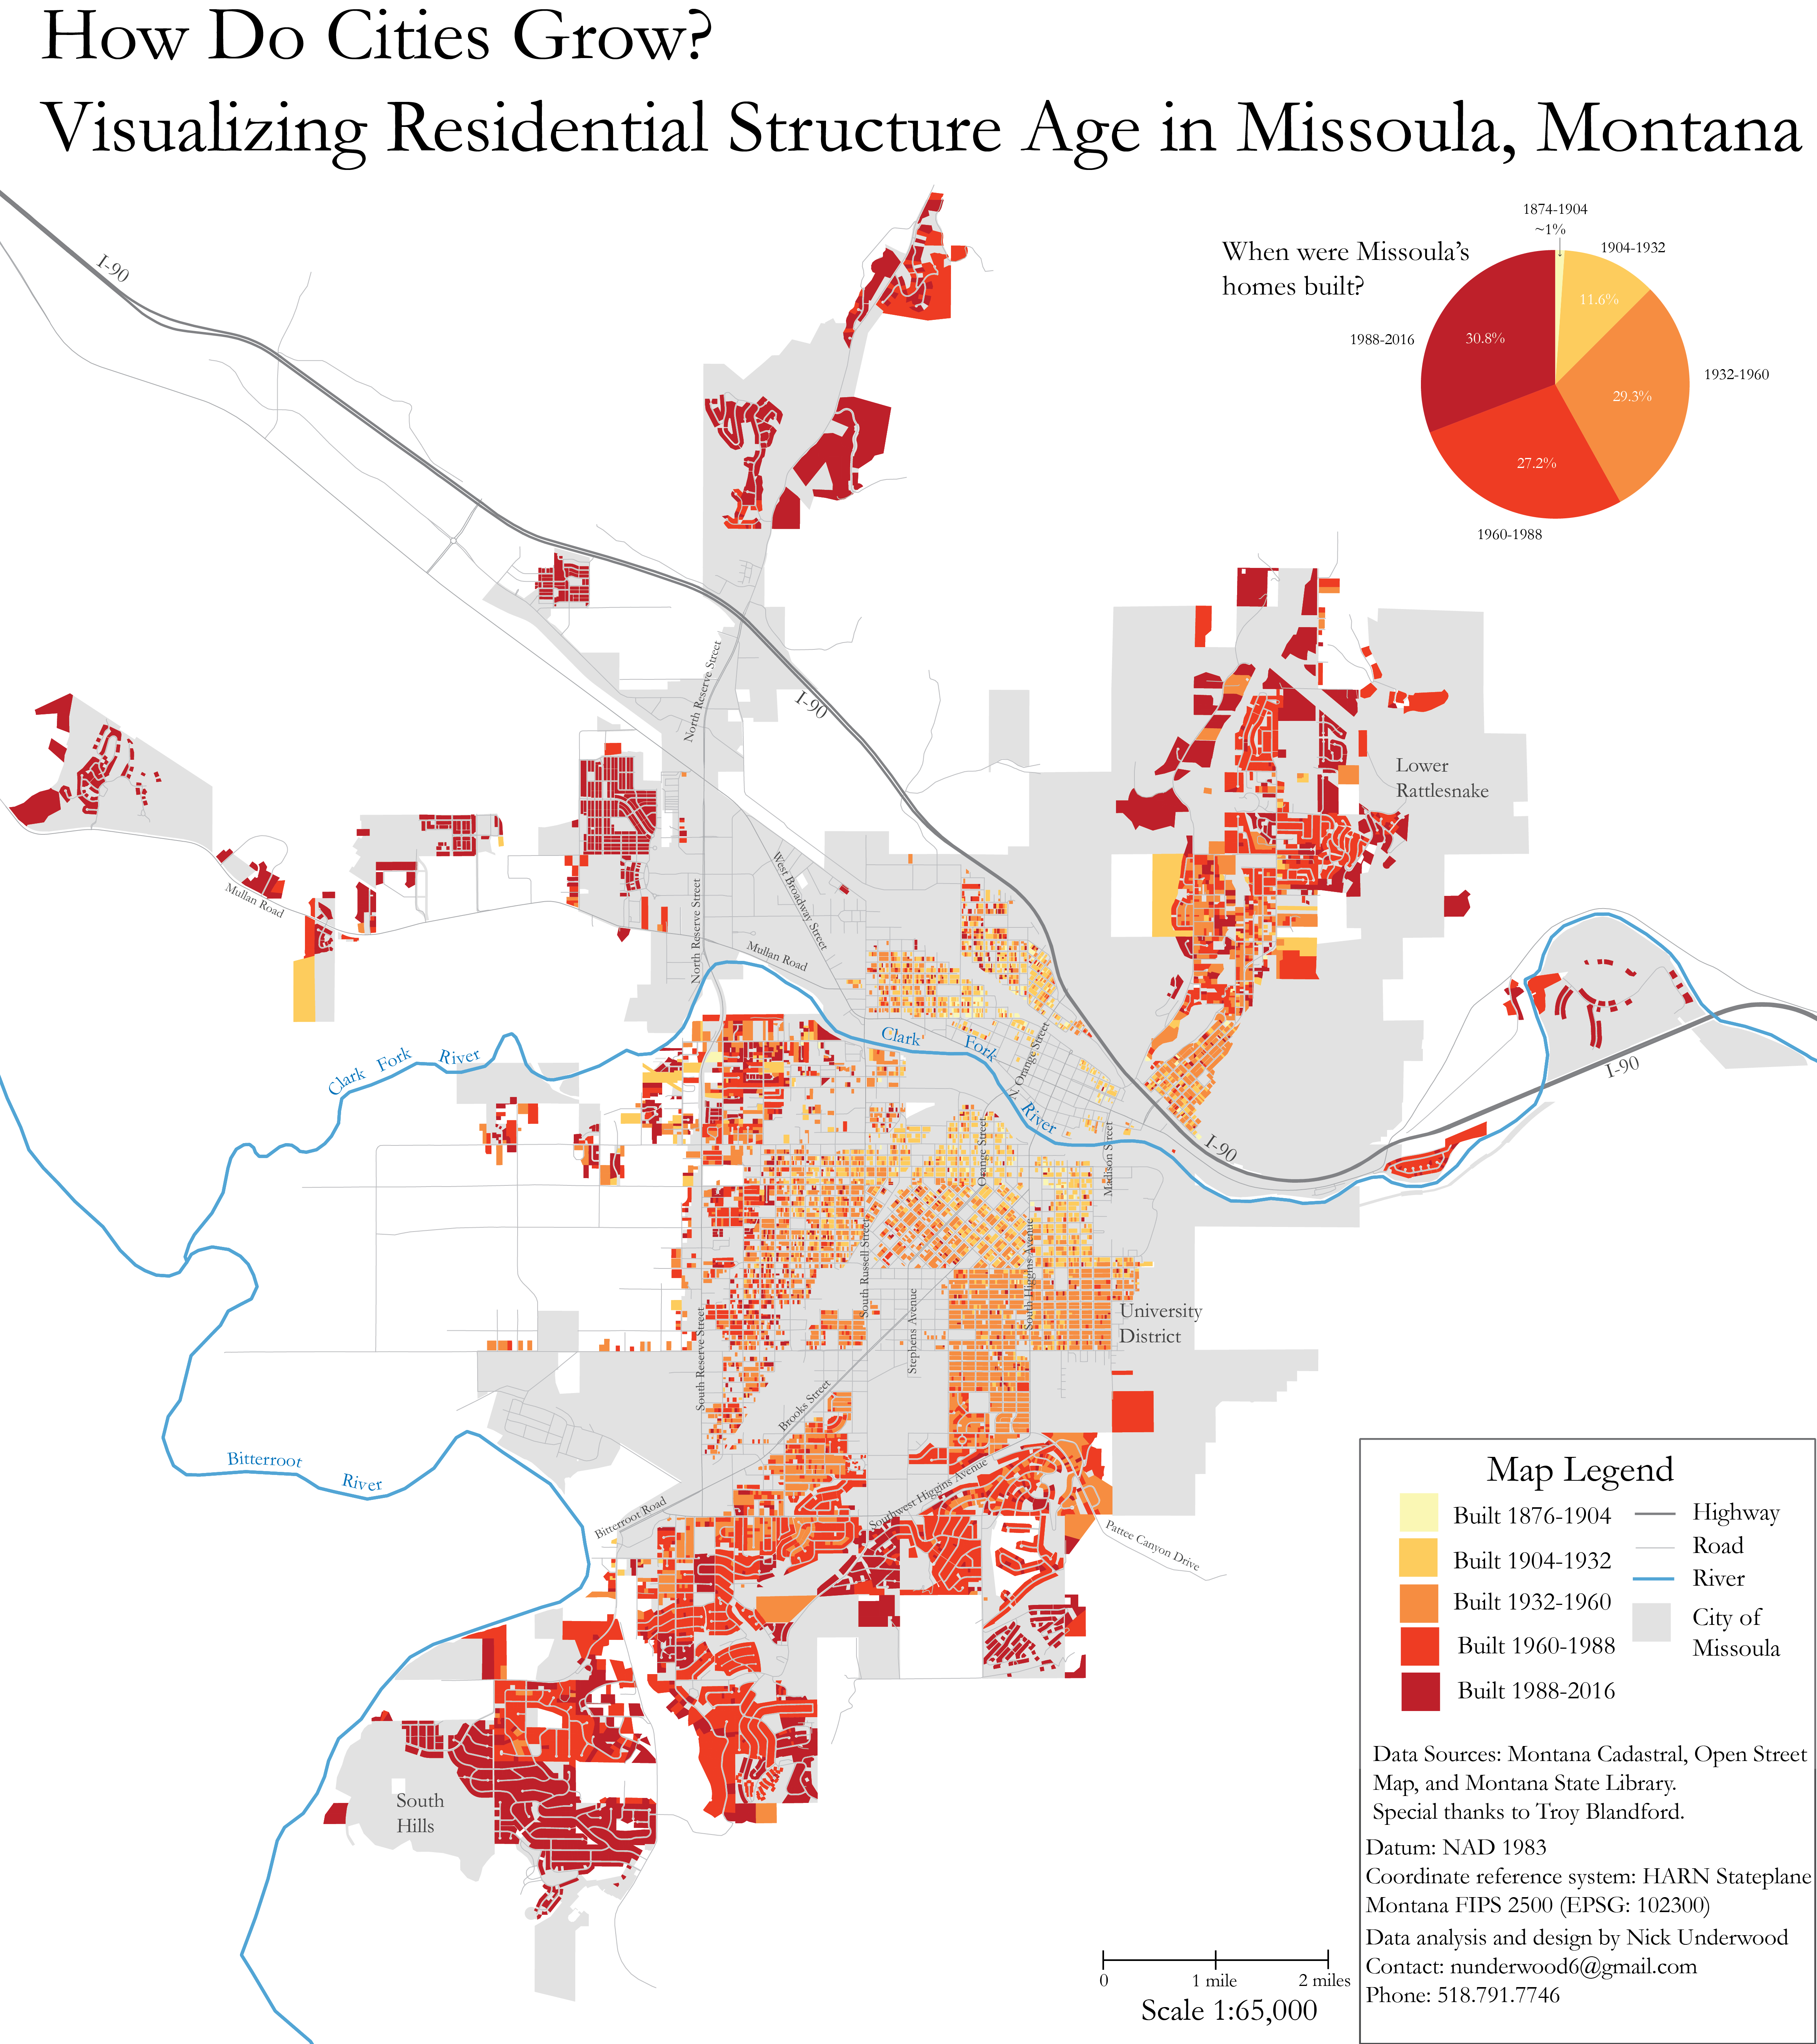 How Do Cities Grow?
Visualizing Residential Structure Age in Missoula, Montana
When were Missoula's
homes built?
1874-1904
~1%
1904-1932
11.6%
1932-1960
29.3%
1960-1988
27.2%
1988-2016
30.8%
I-90
North Reserve Street
I-90
Lower
Rattlesnake
Mullan Road
West Broadway Street
North Reserve Street
Mullan Road
Clark Fork River
Clark Fork River
N. Orange Street
I-90
I-90
Orange Street
Madison Street
South Russell Street
South Higgins Avenue
University
District
Stephens Avenue
South Reserve Street
Brooks Street
Bitterroot River
Southwest Higgins Avenue
Bitterroot Road
Pattee Canyon Drive
South
Hills
Map Legend
Built 1876-1904
Built 1904-1932
Built 1932-1960
Built 1960-1988
Built 1988-2016
Highway
Road
River
City of
Missoula
Data Sources: Montana Cadastral, Open Street
Map, and Montana State Library.
Special thanks to Troy Blandford.
Datum: NAD 1983
Coordinate reference system: HARN Stateplane
Montana FIPS 2500 (EPSG: 102300)
Data analysis and design by Nick Underwood
Contact: nunderwood6@gmail.com
Phone: 518.791.7746
0
1 mile
2 miles
Scale 1:65,000